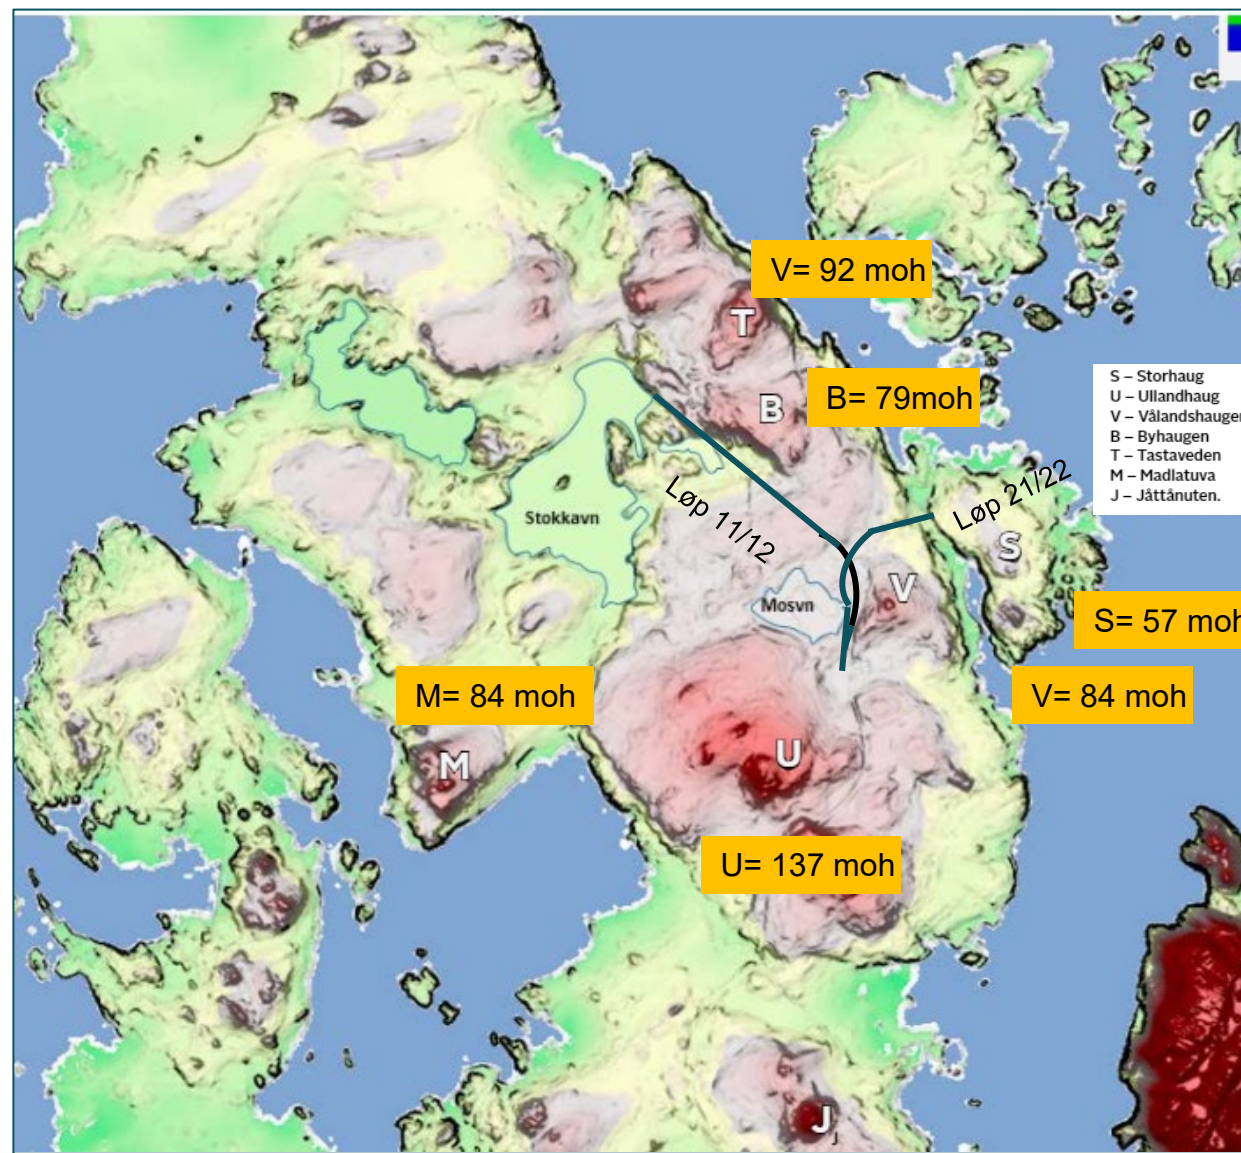 V= 92 moh
T
B= 79moh
B
S – Storhaug
U – Ullandhaug
V – Vålandshaugen
B – Byhaugen
T – Tastaveden
M – Madlatuva
J – Jåttånuten.
Løp 11/12
Løp 21/22
Stokkavn
S
V
Mosvn
S= 57 moh
M= 84 moh
V= 84 moh
M
U
U= 137 moh
J
J